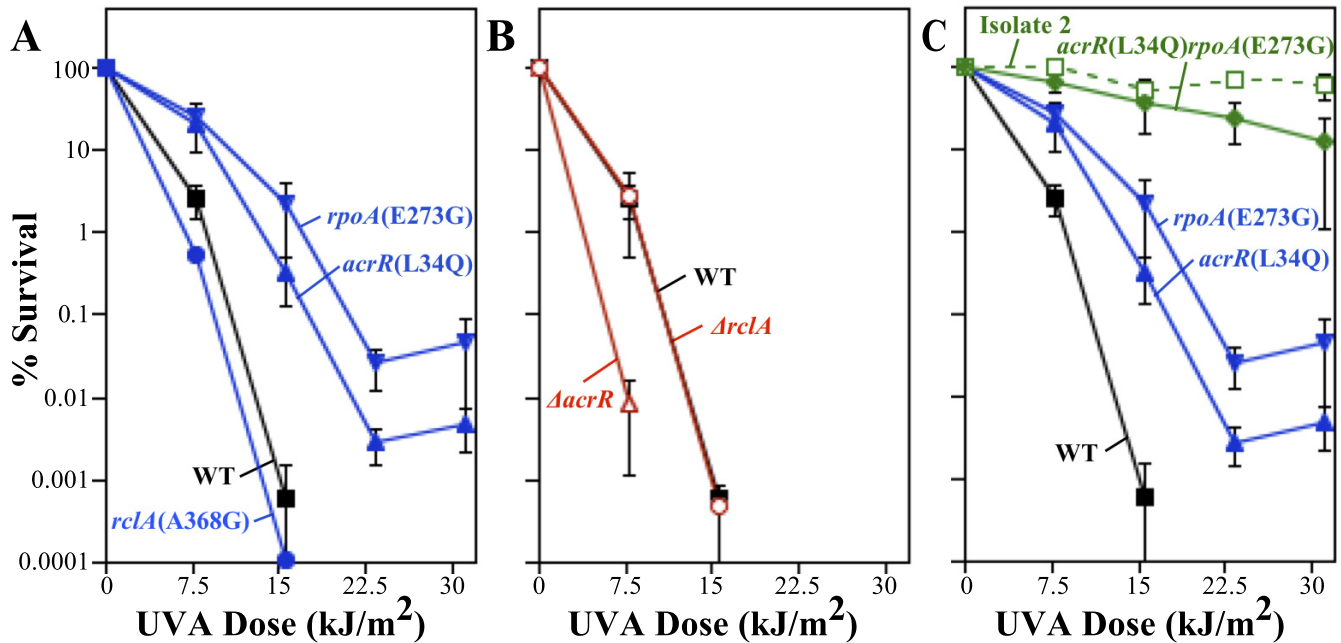 A
B
C
% Survival
100
10
1
0.1
0.01
0.001
0.0001
rpoA(E273G)
acrR(L34Q)
WT
rclA(A368G)
0 7.5 15 22.5 30
UVA Dose (kJ/m²)
WT
ΔrclA
ΔacrR
0 7.5 15 22.5 30
UVA Dose (kJ/m²)
Isolate 2
acrR(L34Q)rpoA(E273G)
rpoA(E273G)
acrR(L34Q)
WT
0 7.5 15 22.5 30
UVA Dose (kJ/m²)